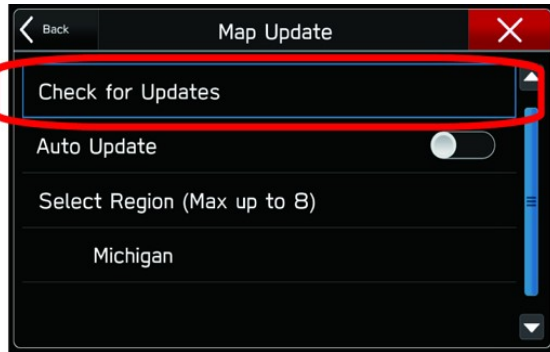 Back
Map Update
Check for Updates
Auto Update
Select Region (Max up to 8)
Michigan